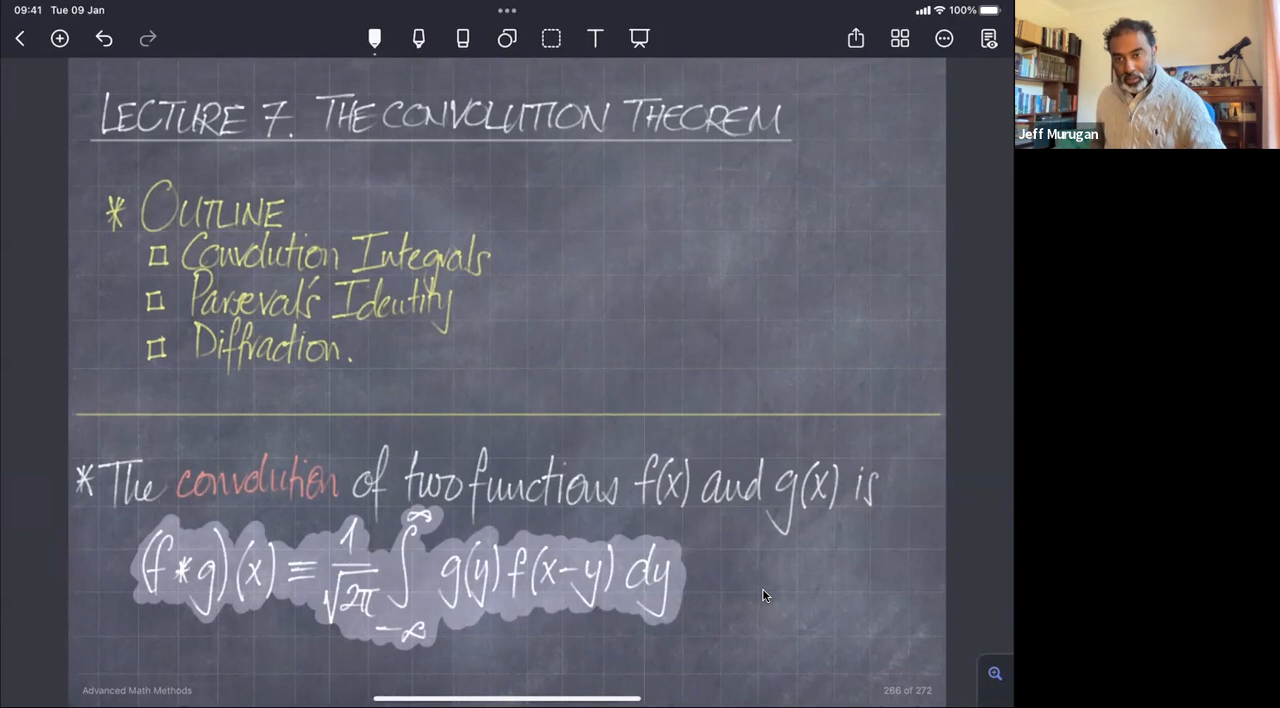 09:41 Tue 09 Jan
100%
Jeff Murugan
LECTURE 7. THE CONVOLUTION THEOREM
* OUTLINE
□ Convolution Integrals
□ Parseval's Identity
□ Diffraction.
* The convolution of two functions f(x) and g(x) is
(f*g)(x) ≡ 1/√2π ∫_{-∞}^{∞} g(y) f(x-y) dy
Advanced Math Methods
266 of 272